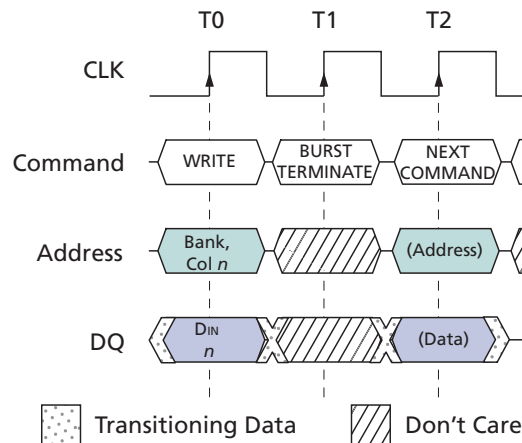 T0 T1 T2
CLK
Command WRITE BURST TERMINATE NEXT COMMAND
Address Bank, Col n (Address)
DQ DIN n (Data)
Transitioning Data Don't Care